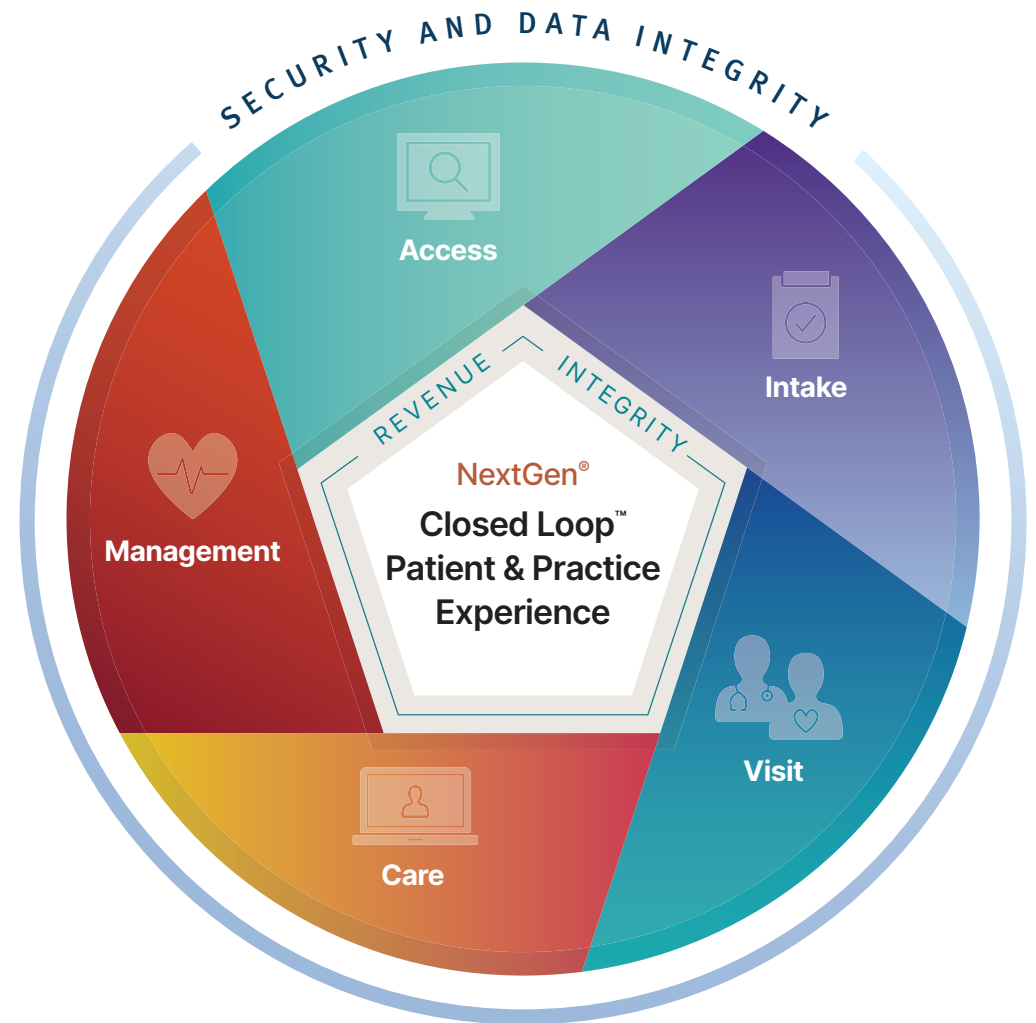 SECURITY AND DATA INTEGRITY
Access
Intake
REVENUE INTEGRITY
NextGen®
Closed Loop™
Patient & Practice
Experience
Management
Visit
Care